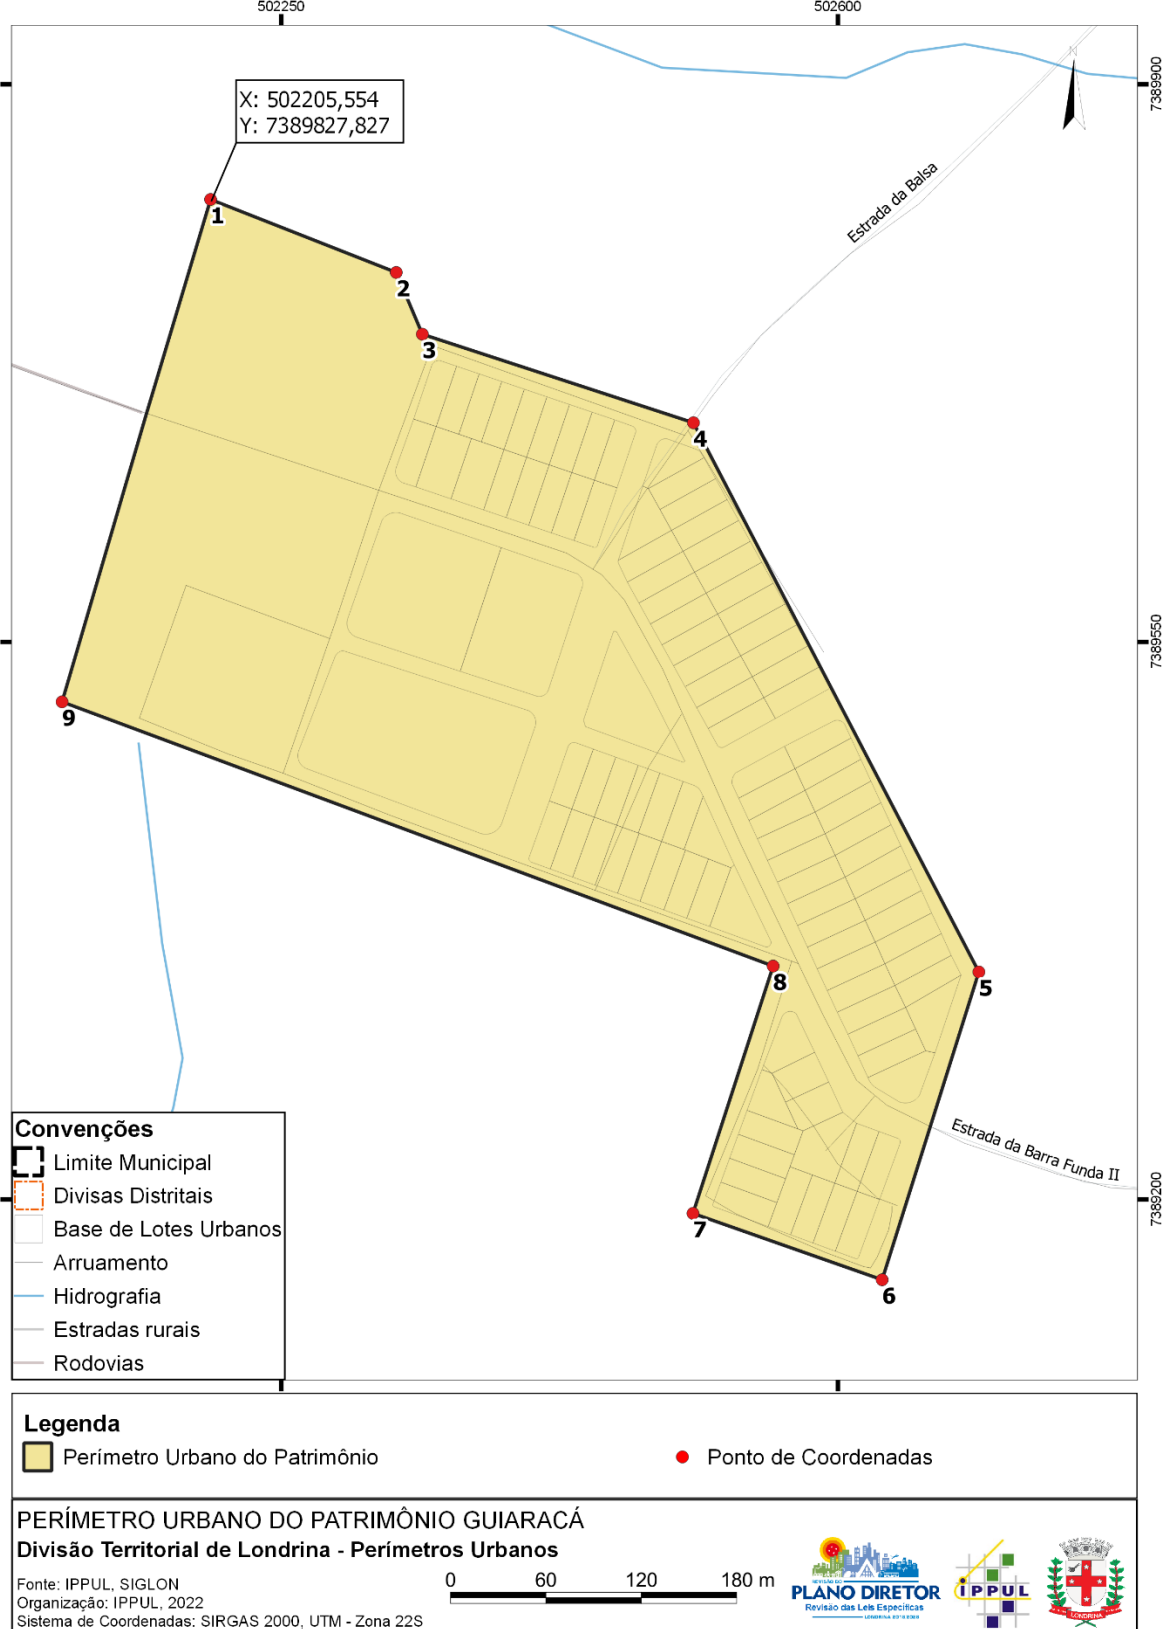 502250
502600
N
7389900
X: 502205,554
Y: 7389827,827
Estrada da Balsa
1
2
3
4
7389550
9
8
5
Estrada da Barra Funda II
7389200
7
6
Convenções
Limite Municipal
Divisas Distritais
Base de Lotes Urbanos
Arruamento
Hidrografia
Estradas rurais
Rodovias
Legenda
Perímetro Urbano do Patrimônio
Ponto de Coordenadas
PERÍMETRO URBANO DO PATRIMÔNIO GUIARACÁ
Divisão Territorial de Londrina - Perímetros Urbanos
Fonte: IPPUL, SIGLON
Organização: IPPUL, 2022
Sistema de Coordenadas: SIRGAS 2000, UTM - Zona 22S
0 60 120 180 m
PLANO DIRETOR
Revisão das Leis Específicas
IPPUL
LONDRINA